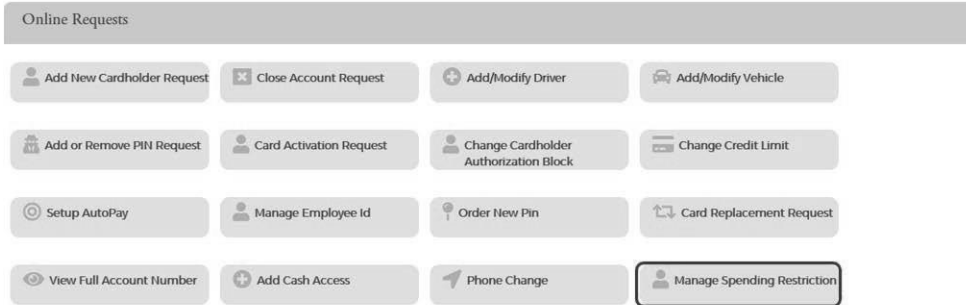 Online Requests
Add New Cardholder Request
Close Account Request
Add/Modify Driver
Add/Modify Vehicle
Add or Remove PIN Request
Card Activation Request
Change Cardholder
Authorization Block
Change Credit Limit
Setup AutoPay
Manage Employee Id
Order New Pin
Card Replacement Request
View Full Account Number
Add Cash Access
Phone Change
Manage Spending Restriction